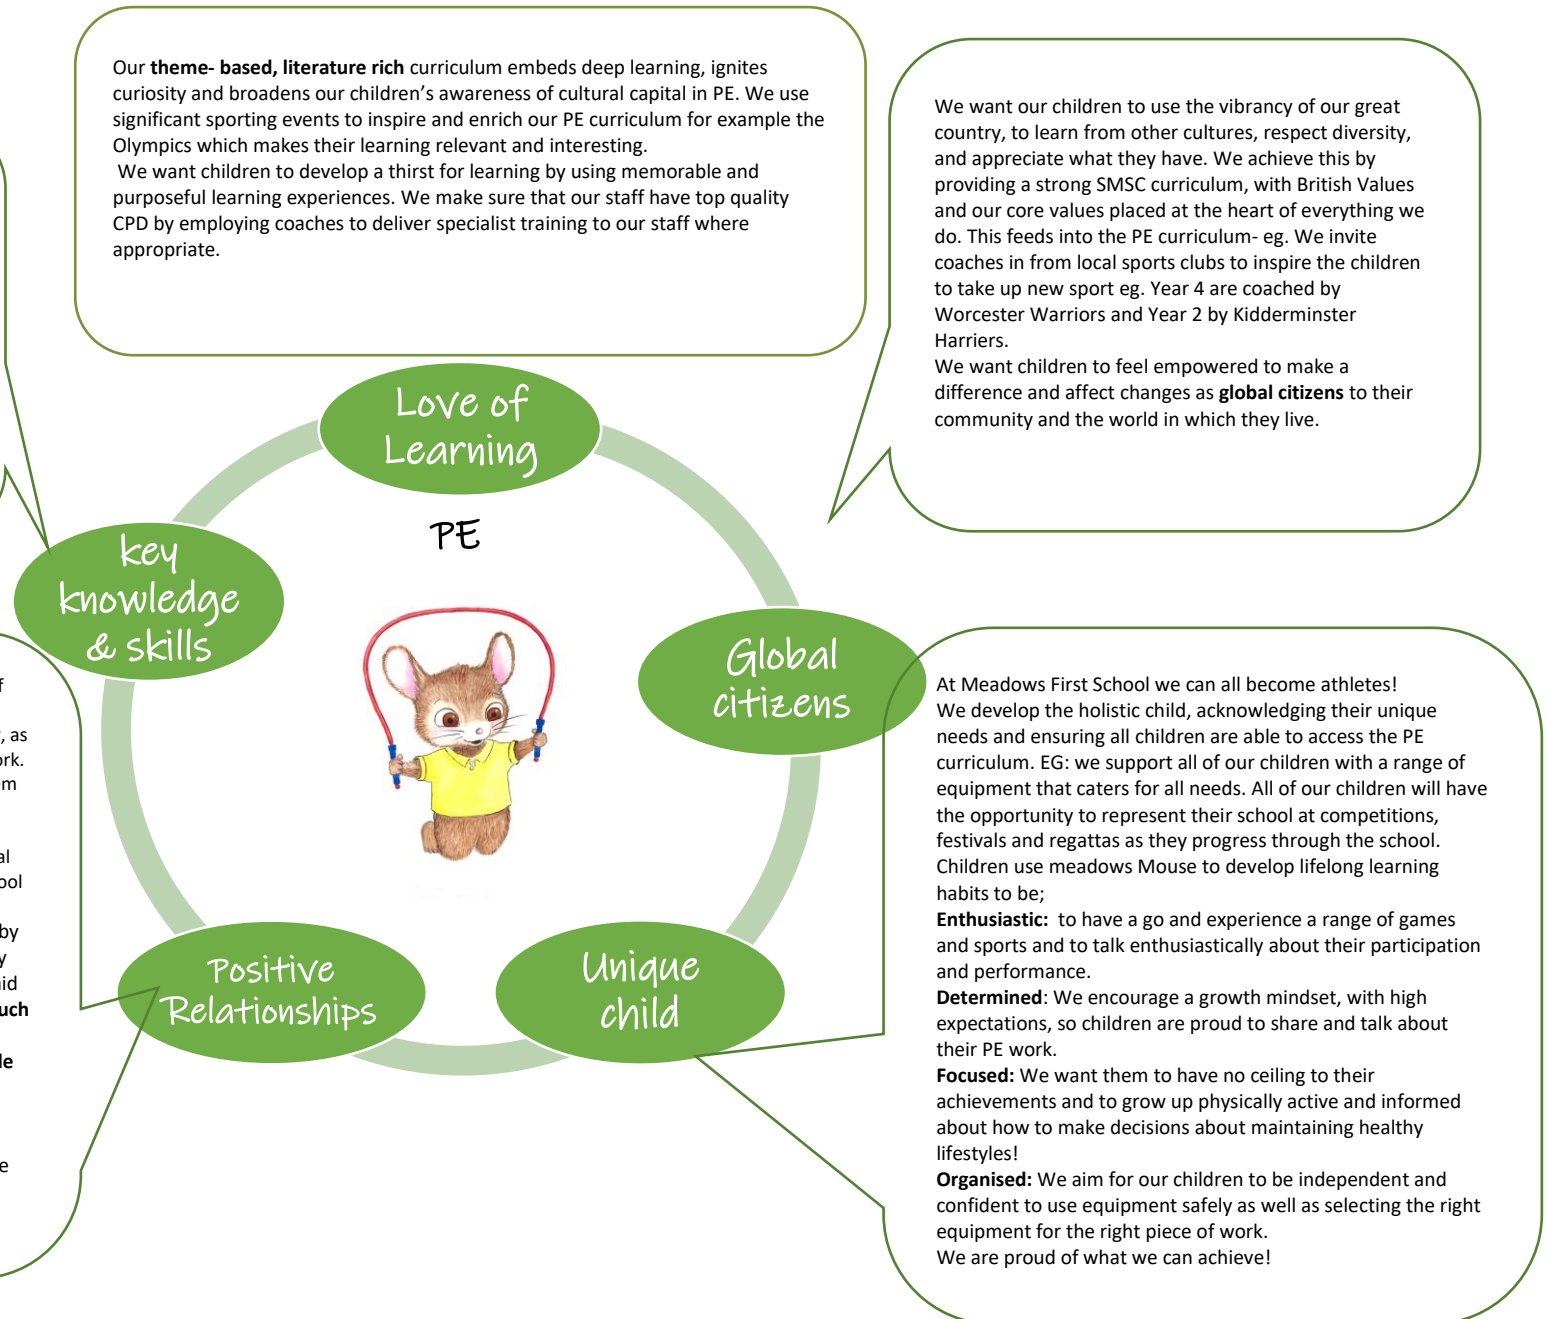 Our theme- based, literature rich curriculum embeds deep learning, ignites
curiosity and broadens our children's awareness of cultural capital in PE. We use
significant sporting events to inspire and enrich our PE curriculum for example the
Olympics which makes their learning relevant and interesting.
We want children to develop a thirst for learning by using memorable and
purposeful learning experiences. We make sure that our staff have top quality
CPD by employing coaches to deliver specialist training to our staff where
appropriate.
We want our children to use the vibrancy of our great
country, to learn from other cultures, respect diversity,
and appreciate what they have. We achieve this by
providing a strong SMSC curriculum, with British Values
and our core values placed at the heart of everything we
do. This feeds into the PE curriculum- eg. We invite
coaches in from local sports clubs to inspire the children
to take up new sport eg. Year 4 are coached by
Worcester Warriors and Year 2 by Kidderminster
Harriers.
We want children to feel empowered to make a
difference and affect changes as global citizens to their
community and the world in which they live.
Love of
Learning
PE
key
knowledge
& skills
Global
citizens
Positive
Relationships
Unique
child
, as
by
At Meadows First School we can all become athletes!
We develop the holistic child, acknowledging their unique
needs and ensuring all children are able to access the PE
curriculum. EG: we support all of our children with a range of
equipment that caters for all needs. All of our children will have
the opportunity to represent their school at competitions,
festivals and regattas as they progress through the school.
Children use meadows Mouse to develop lifelong learning
habits to be;
Enthusiastic: to have a go and experience a range of games
and sports and to talk enthusiastically about their participation
and performance.
Determined: We encourage a growth mindset, with high
expectations, so children are proud to share and talk about
their PE work.
Focused: We want them to have no ceiling to their
achievements and to grow up physically active and informed
about how to make decisions about maintaining healthy
lifestyles!
Organised: We aim for our children to be independent and
confident to use equipment safely as well as selecting the right
equipment for the right piece of work.
We are proud of what we can achieve!